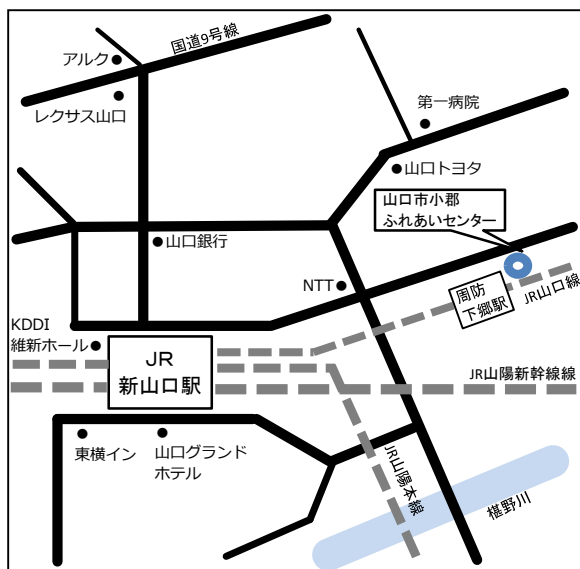 国道9号線
アルク
レクサス山口
第一病院
山口トヨタ
山口市小郡
ふれあいセンター
山口銀行
NTT
周防
下郷駅
JR山口線
KDDI
維新ホール
JR
新山口駅
JR山陽新幹線線
東横イン
山口グランド
ホテル
JR山陽本線
椹野川